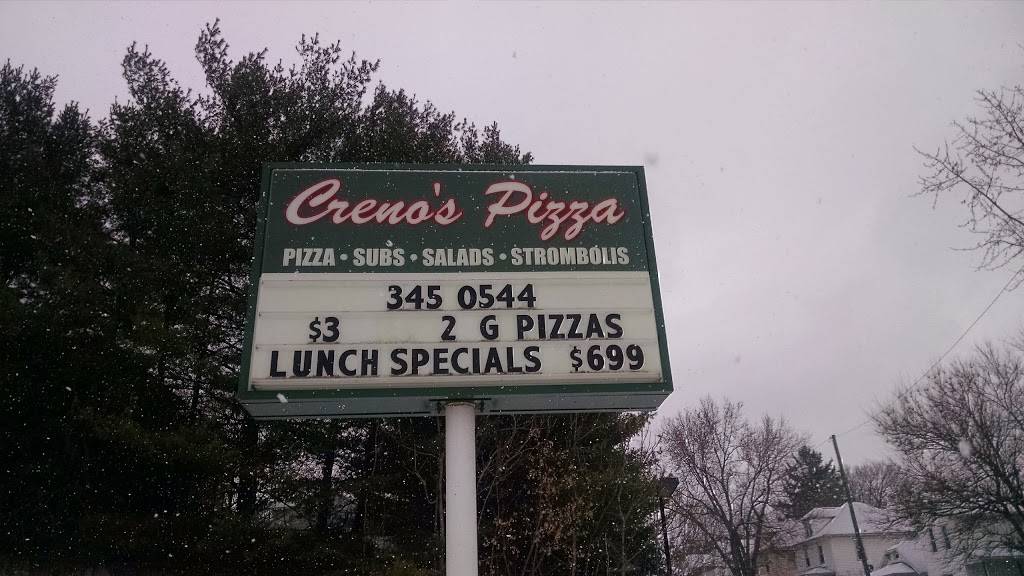 Creno's Pizza
PIZZA • SUBS • SALADS • STROMBOLIS
345 0544
$3 2 G PIZZAS
LUNCH SPECIALS $699